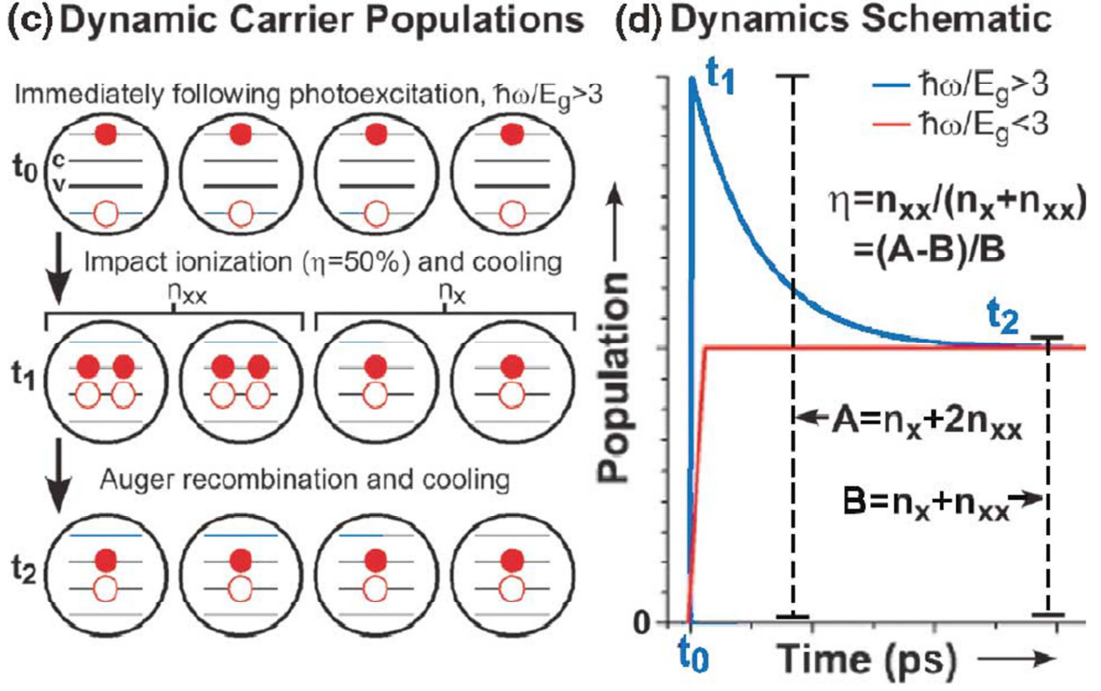 (c) Dynamic Carrier Populations
Immediately following photoexcitation, ħω/Eg>3
t0
c
v
Impact ionization (η=50%) and cooling
nxx
nx
t1
Auger recombination and cooling
t2
(d) Dynamics Schematic
t1
ħω/Eg>3
ħω/Eg<3
η=nxx/(nx+nxx)
=(A-B)/B
t2
A=nx+2nxx
B=nx+nxx
Population
0
t0
Time (ps)